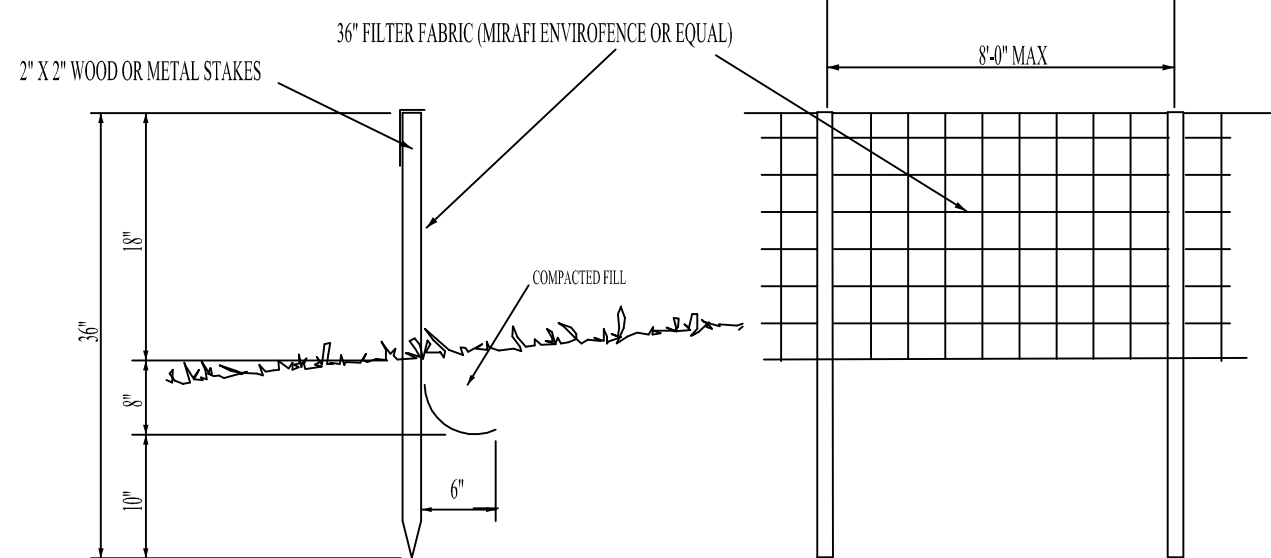 36" FILTER FABRIC (MIRAFI ENVIROFENCE OR EQUAL)
8'-0" MAX
2" X 2" WOOD OR METAL STAKES
18"
COMPACTED FILL
36"
8"
6"
10"